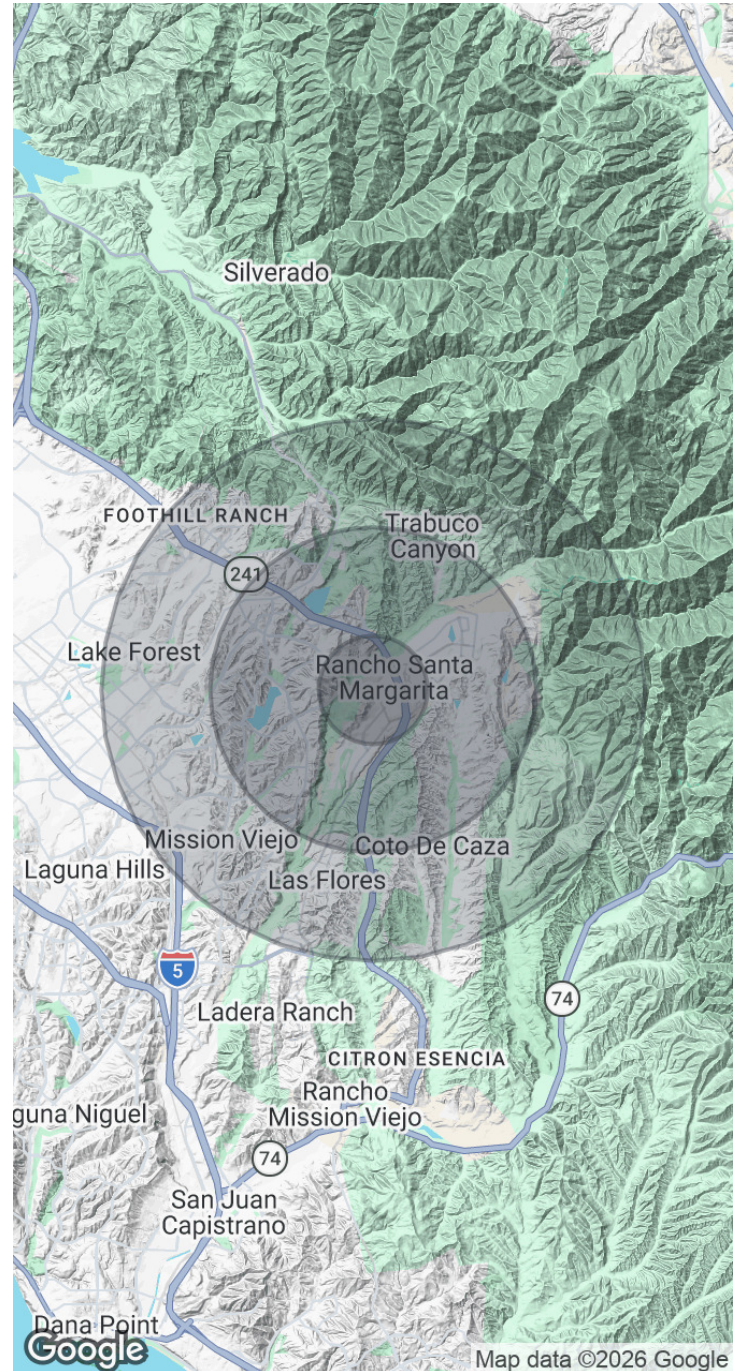 Silverado
FOOTHILL RANCH
Trabuco
Canyon
241
Lake Forest
Rancho Santa
Margarita
Mission Viejo
Coto De Caza
Laguna Hills
Las Flores
5
74
Ladera Ranch
CITRON ESENCIA
Rancho
Mission Viejo
guna Niguel
74
San Juan
Capistrano
Dana Point
Google
Map data ©2026 Google